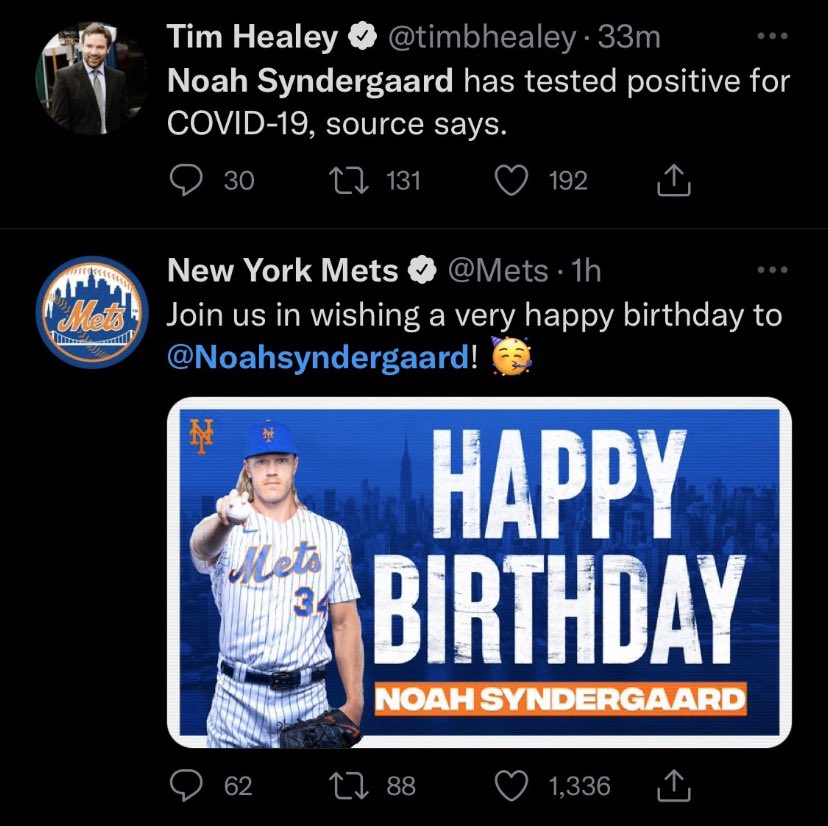 Tim Healey @timbhealey · 33m
Noah Syndergaard has tested positive for
COVID-19, source says.
30 131 192
New York Mets @Mets · 1h
Mets
Join us in wishing a very happy birthday to
@Noahsyndergaard! 🥳
NY
NY
HAPPY
BIRTHDAY
NOAH SYNDERGAARD
Mets
34
62 88 1,336